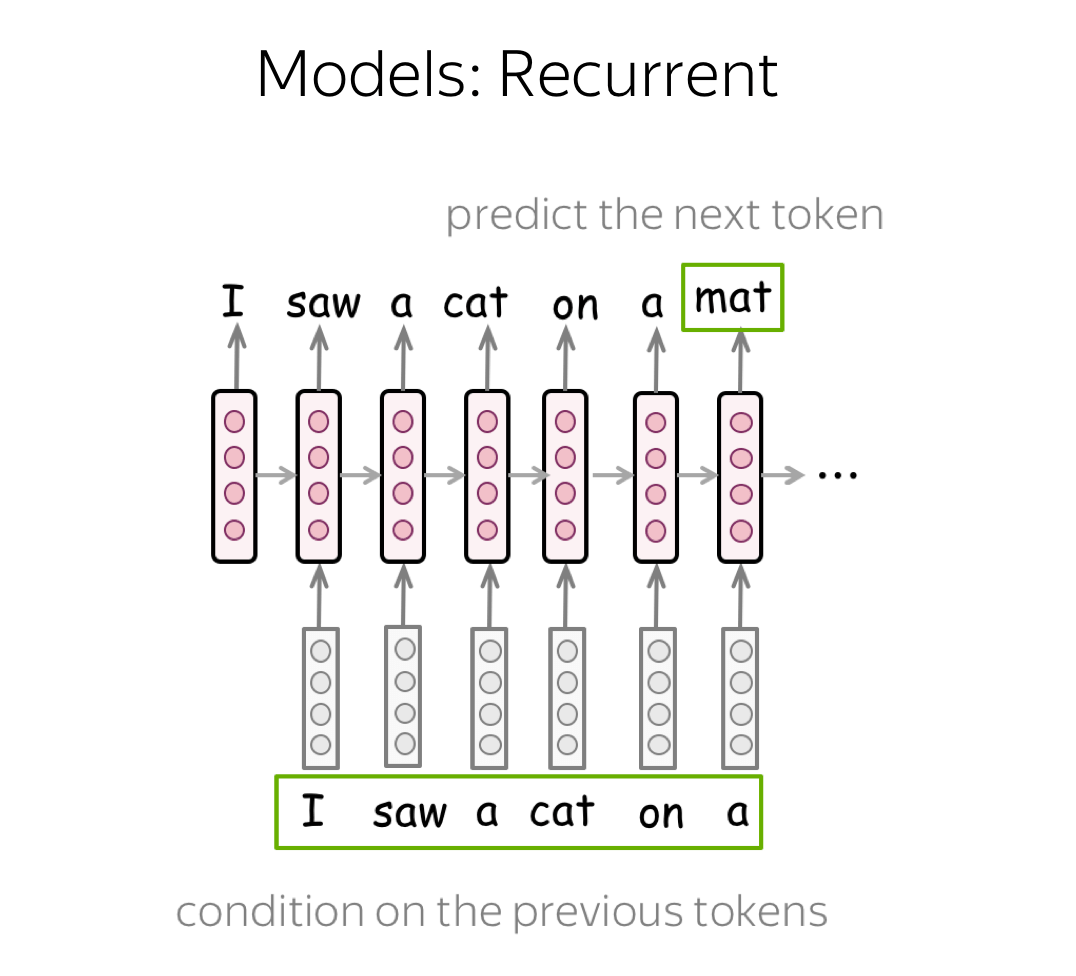 Models: Recurrent
predict the next token
I saw a cat on a mat
...
I saw a cat on a
condition on the previous tokens